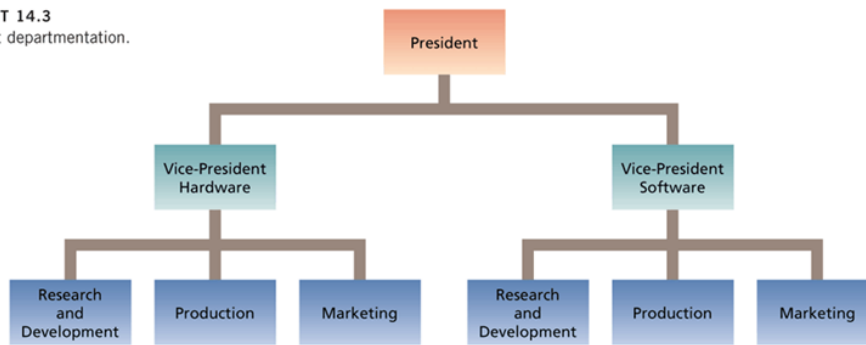 T 14.3
departmentation.
President
Vice-President
Hardware
Vice-President
Software
Research
and
Development
Production
Marketing
Research
and
Development
Production
Marketing